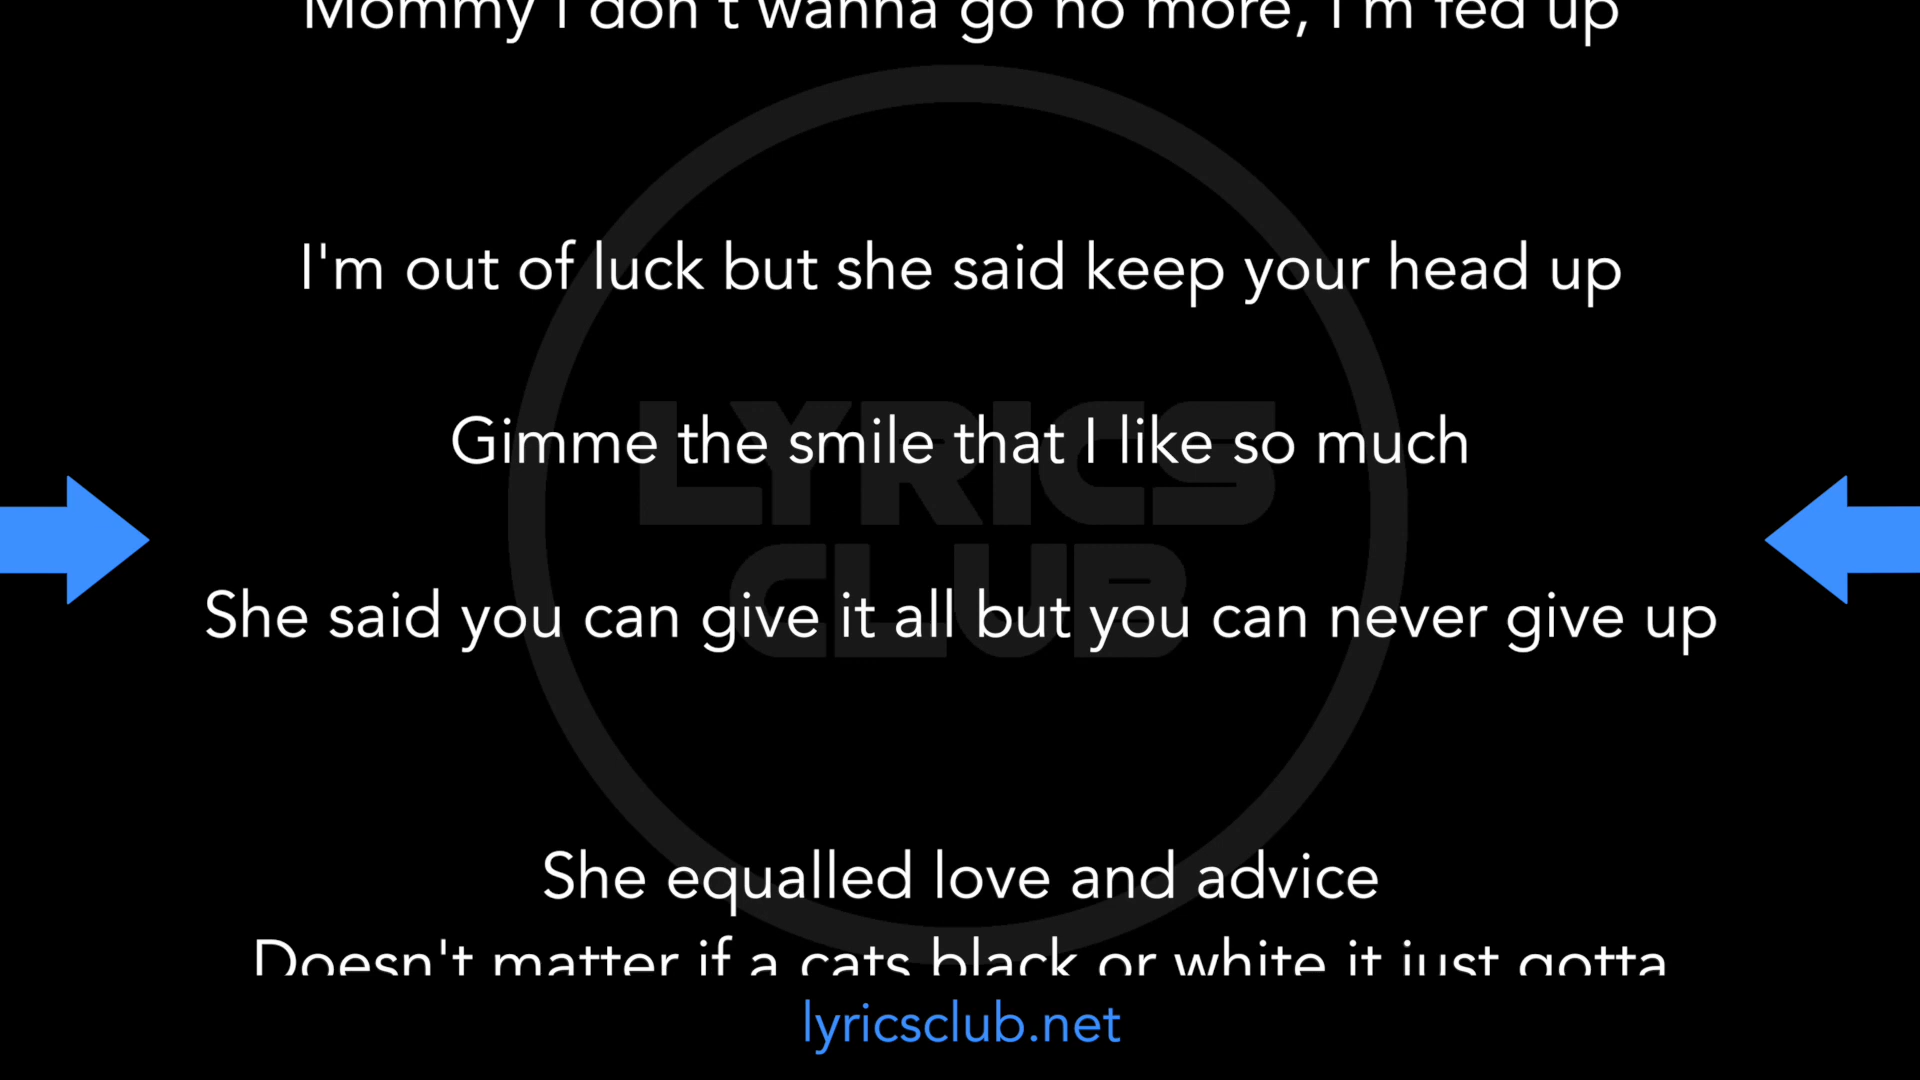 Mommy I don't wanna go no more, I'm fed up
I'm out of luck but she said keep your head up
Gimme the smile that I like so much
She said you can give it all but you can never give up
She equalled love and advice
Doesn't matter if a cats black or white it just gotta
LYRICS
CLUB
lyricsclub.net